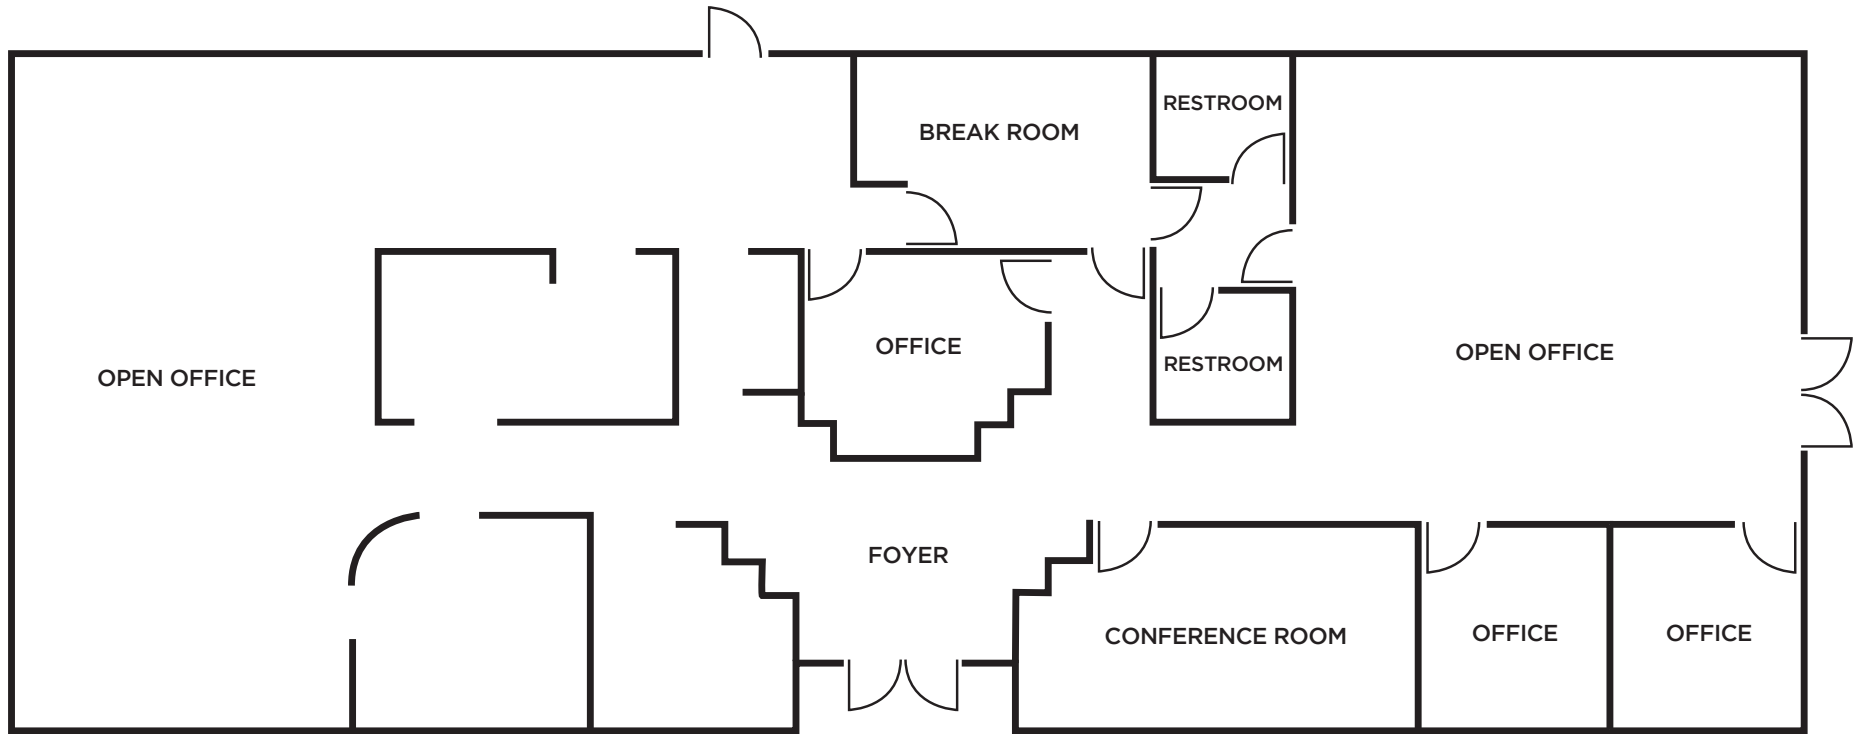 RESTROOM
BREAK ROOM
OFFICE
OPEN OFFICE
RESTROOM
OPEN OFFICE
FOYER
CONFERENCE ROOM
OFFICE
OFFICE